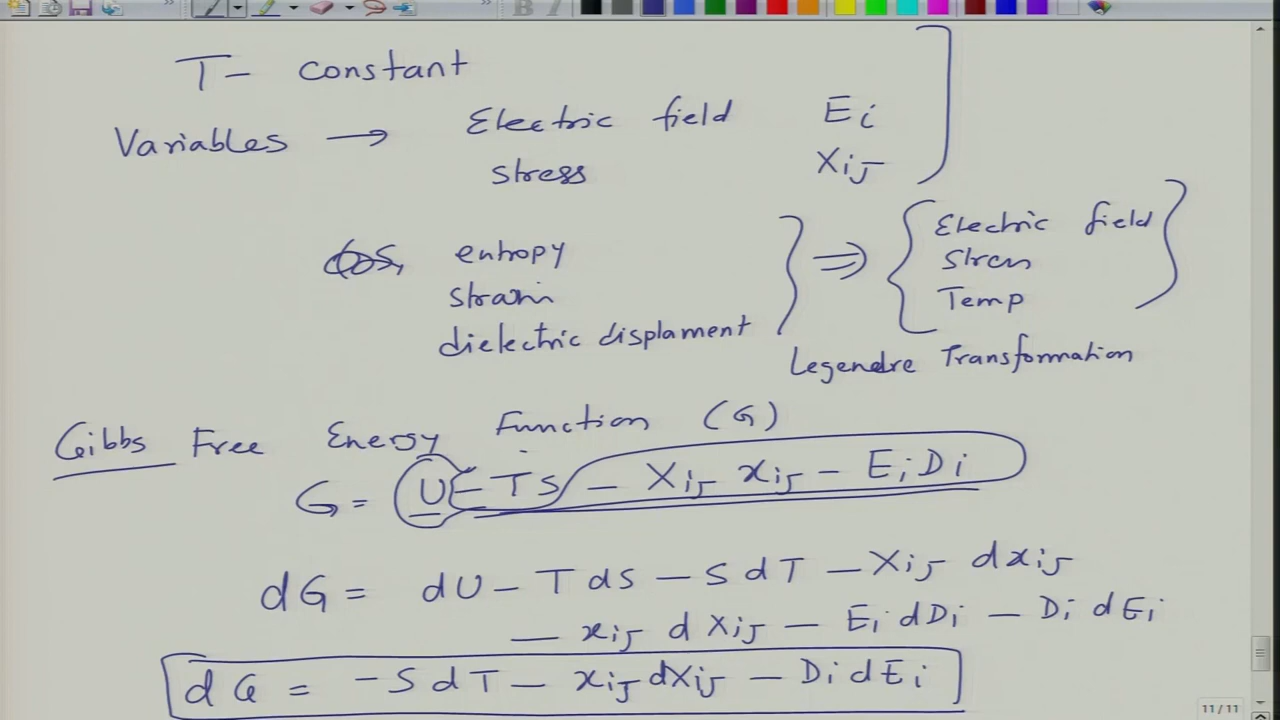 T - constant
Variables → Electric field Ei
stress Xij
entropy ⇒ Electric field
strain Stress
dielectric displament Temp
Legendre Transformation
Gibbs Free Energy Function (G)
G = U - TS - Xij xij - EiDi
dG = dU - TdS - SdT - Xij dxij
- xij dXij - Ei dDi - Di dEi
dG = -SdT - xij dXij - Di dEi
11/11